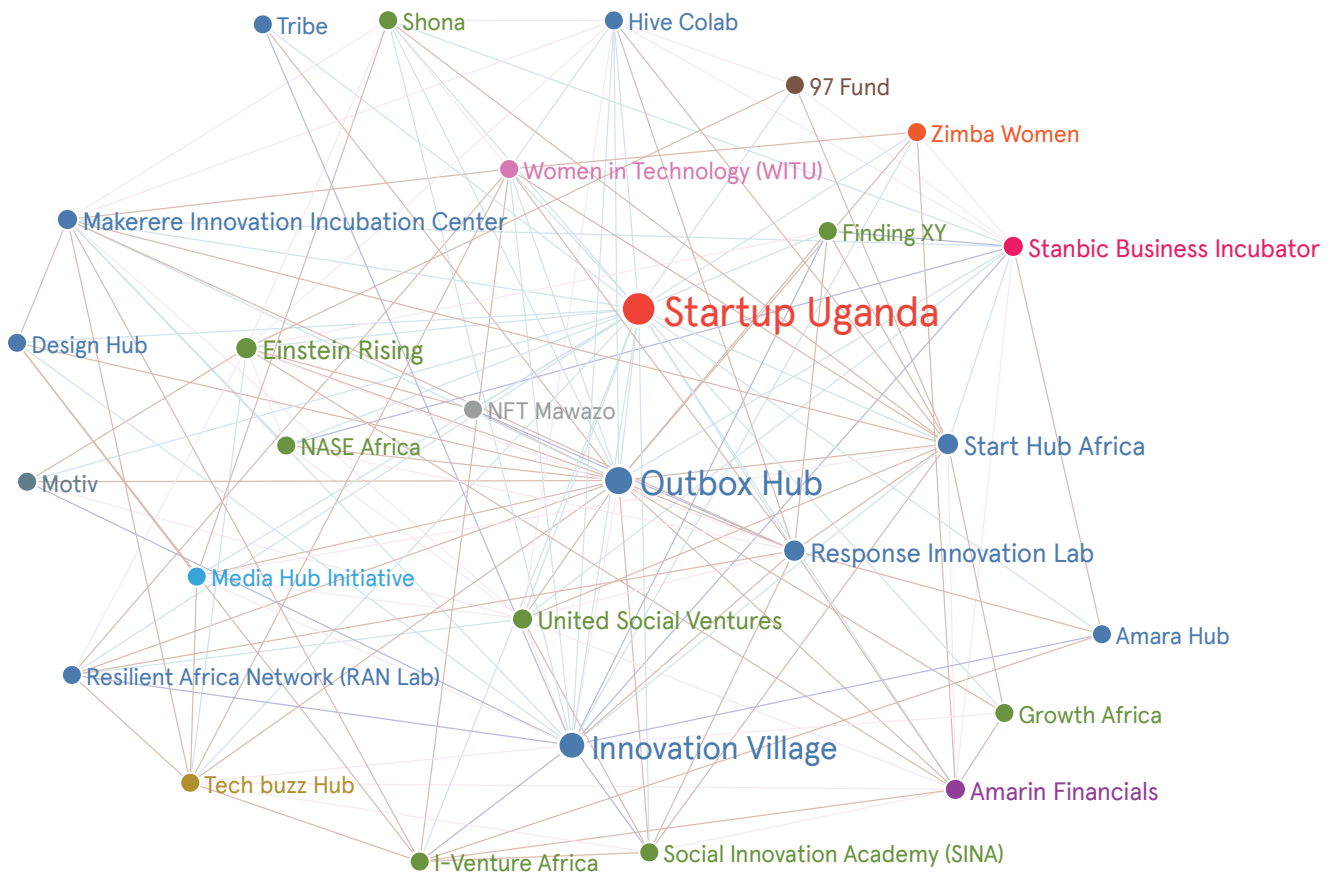 Tribe
Shona
Hive Colab
97 Fund
Zimba Women
Women in Technology (WITU)
Makerere Innovation Incubation Center
Finding XY
Stanbic Business Incubator
Startup Uganda
Design Hub
Einstein Rising
NFT Mawazo
NASE Africa
Start Hub Africa
Motiv
Outbox Hub
Response Innovation Lab
Media Hub Initiative
United Social Ventures
Amara Hub
Resilient Africa Network (RAN Lab)
Growth Africa
Innovation Village
Tech buzz Hub
Amarin Financials
I-Venture Africa
Social Innovation Academy (SINA)